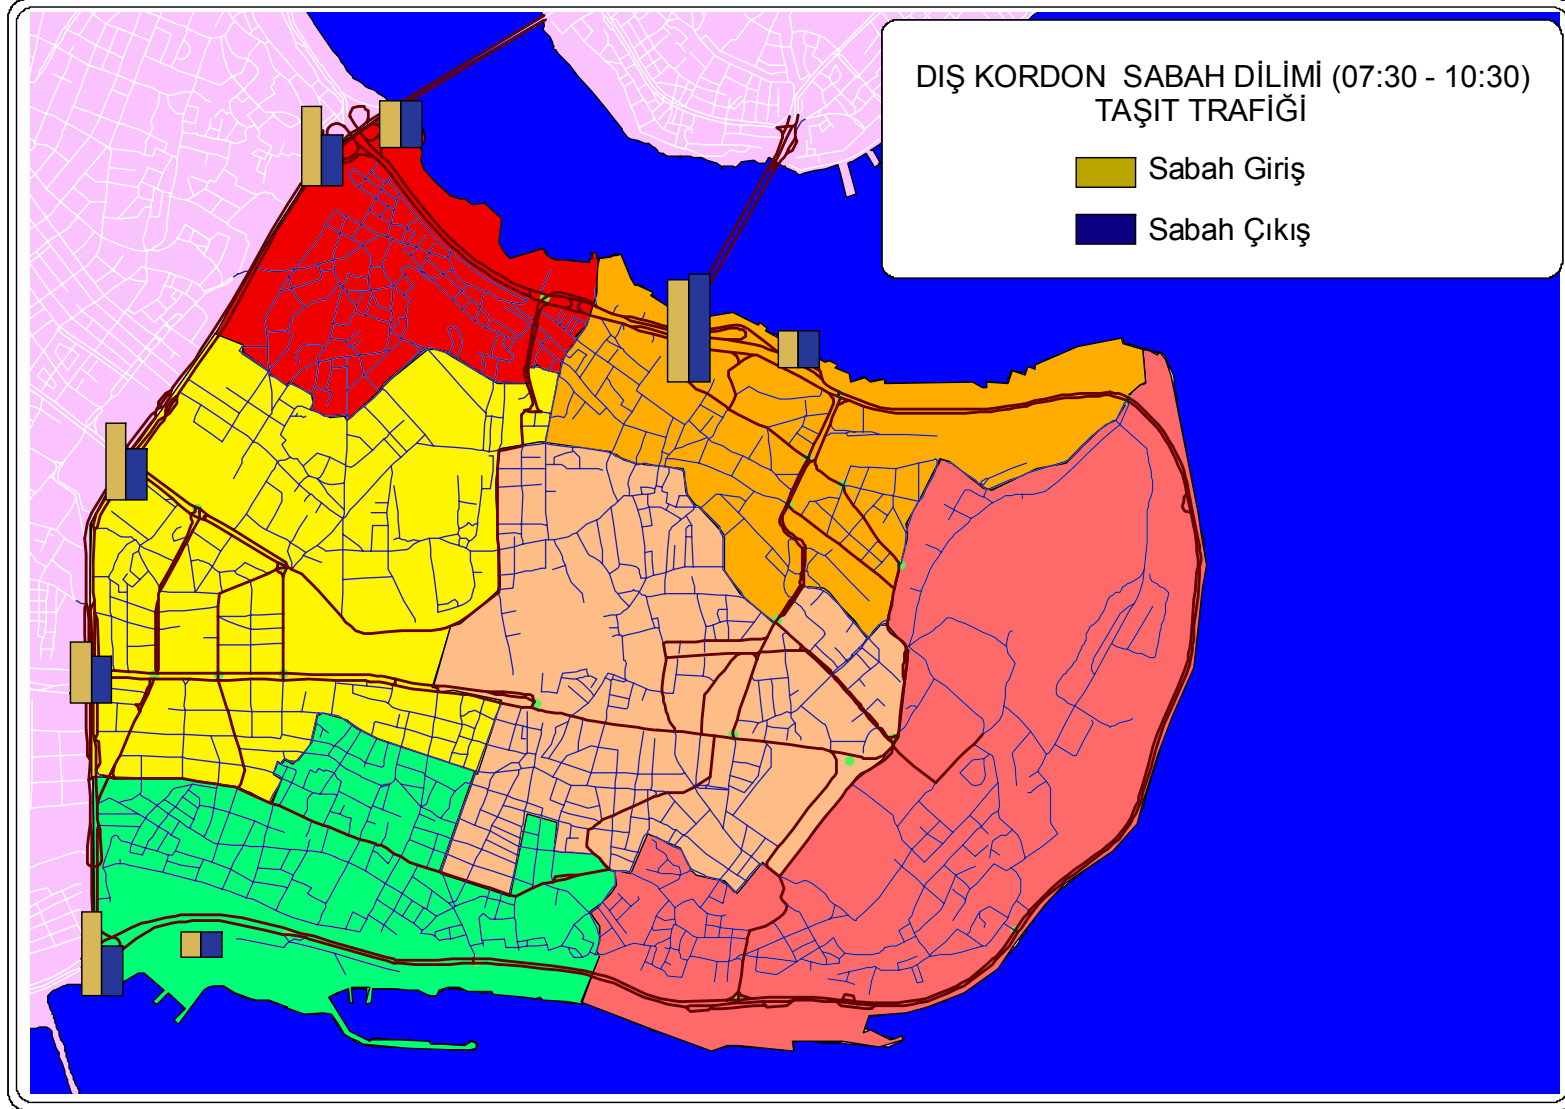 DIŞ KORDON SABAH DİLİMİ (07:30 - 10:30)
TAŞIT TRAFİĞİ
Sabah Giriş
Sabah Çıkış